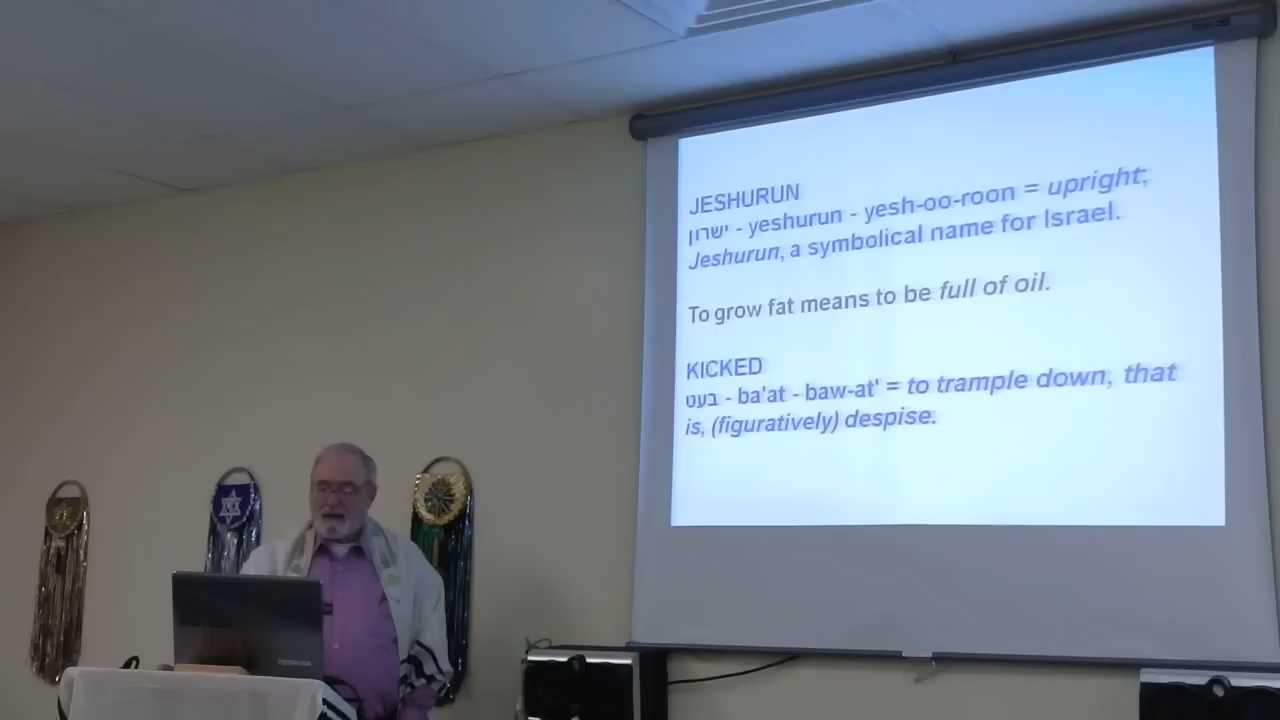 JESHURUN
ישרון - yeshurun - yesh-oo-roon = upright;
Jeshurun, a symbolical name for Israel.
To grow fat means to be full of oil.
KICKED
בעט - ba'at - baw-at' = to trample down, that
is, (figuratively) despise.
TOSHIBA